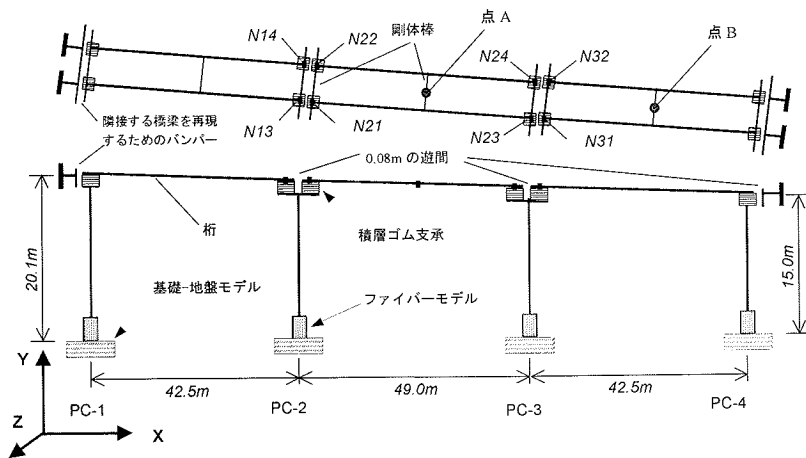 点A
点B
剛体棒
N14
N22
N24
N32
隣接する橋梁を再現
するためのバンパー
N13
N21
N23
N31
0.08m の遊間
桁
積層ゴム支承
20.1m
15.0m
基礎-地盤モデル
ファイバーモデル
Y
Z
X
42.5m
49.0m
42.5m
PC-1
PC-2
PC-3
PC-4